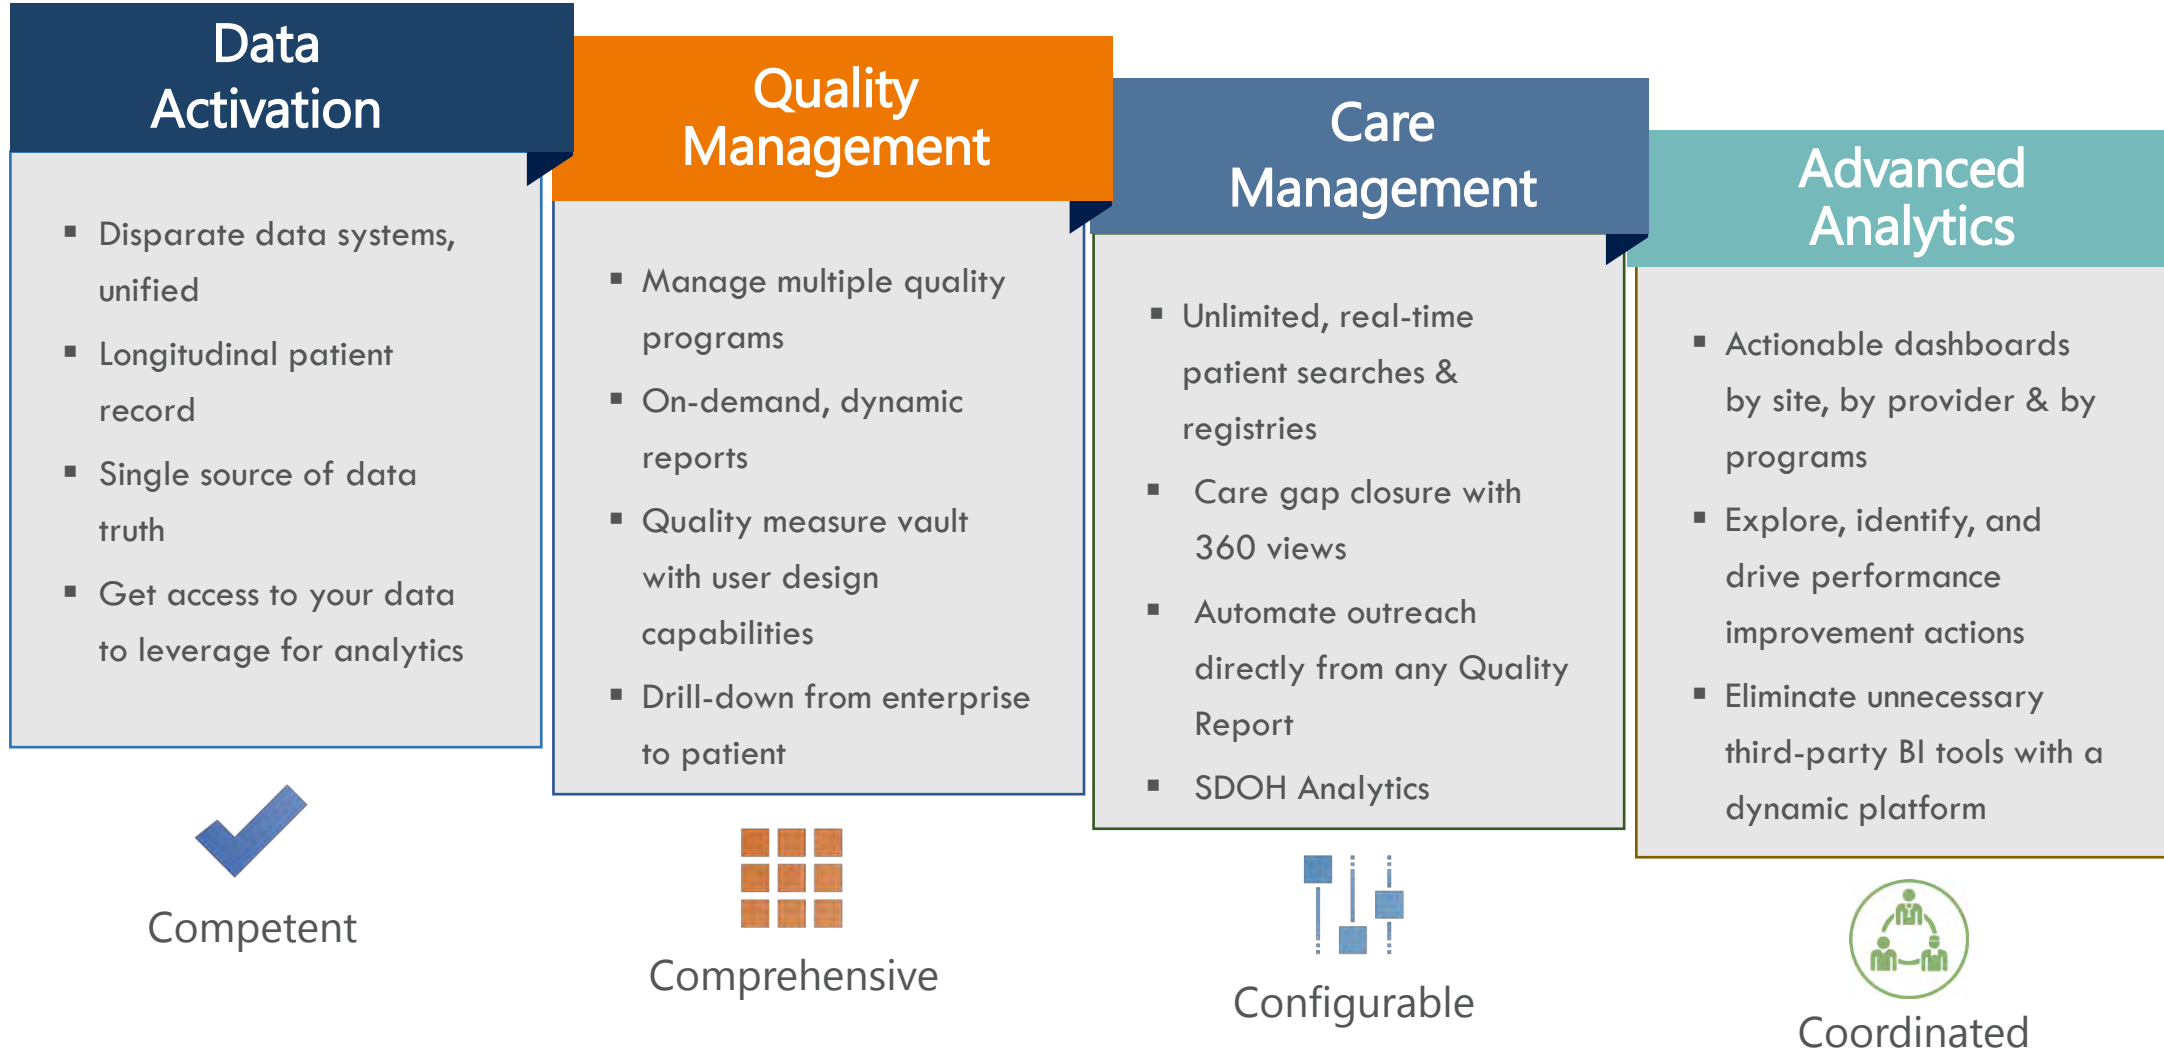 Data
Activation
Disparate data systems,
unified
Longitudinal patient
record
Single source of data
truth
Get access to your data
to leverage for analytics
Competent
Quality
Management
Manage multiple quality
programs
On-demand, dynamic
reports
Quality measure vault
with user design
capabilities
Drill-down from enterprise
to patient
Comprehensive
Care
Management
Unlimited, real-time
patient searches &
registries
Care gap closure with
360 views
Automate outreach
directly from any Quality
Report
SDOH Analytics
Configurable
Advanced
Analytics
Actionable dashboards
by site, by provider & by
programs
Explore, identify, and
drive performance
improvement actions
Eliminate unnecessary
third-party BI tools with a
dynamic platform
Coordinated